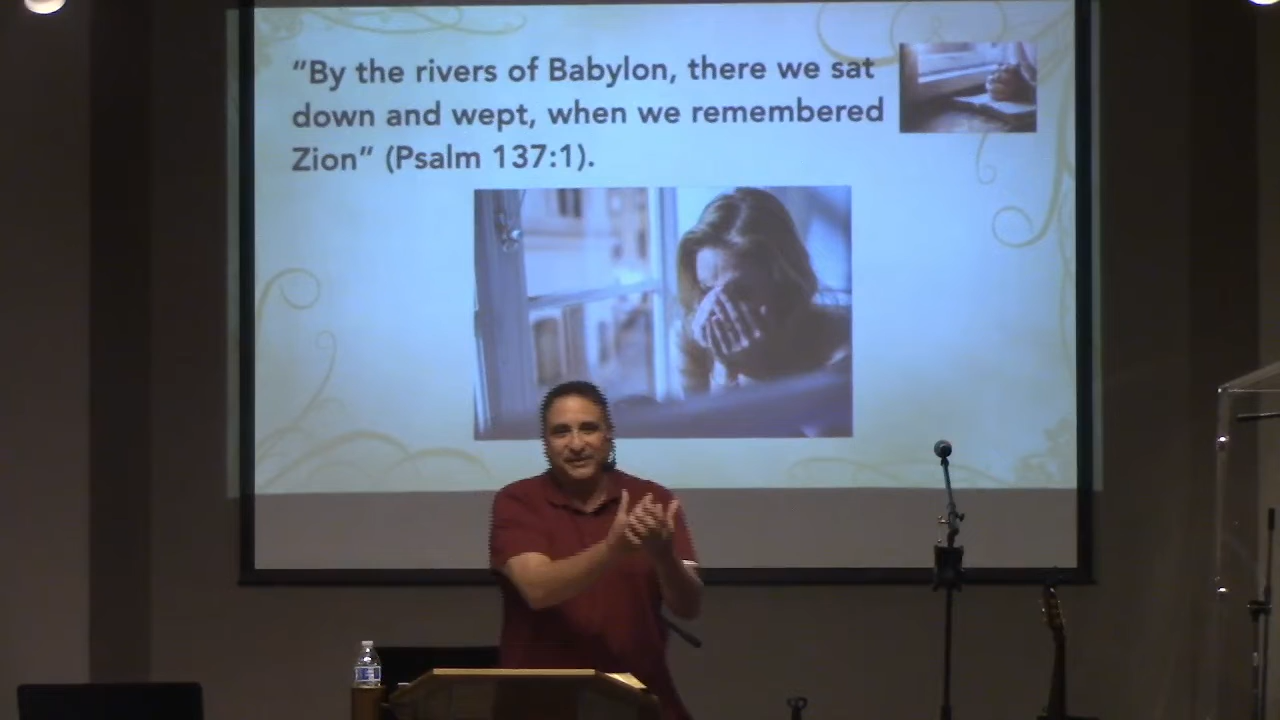 "By the rivers of Babylon, there we sat
down and wept, when we remembered
Zion" (Psalm 137:1).